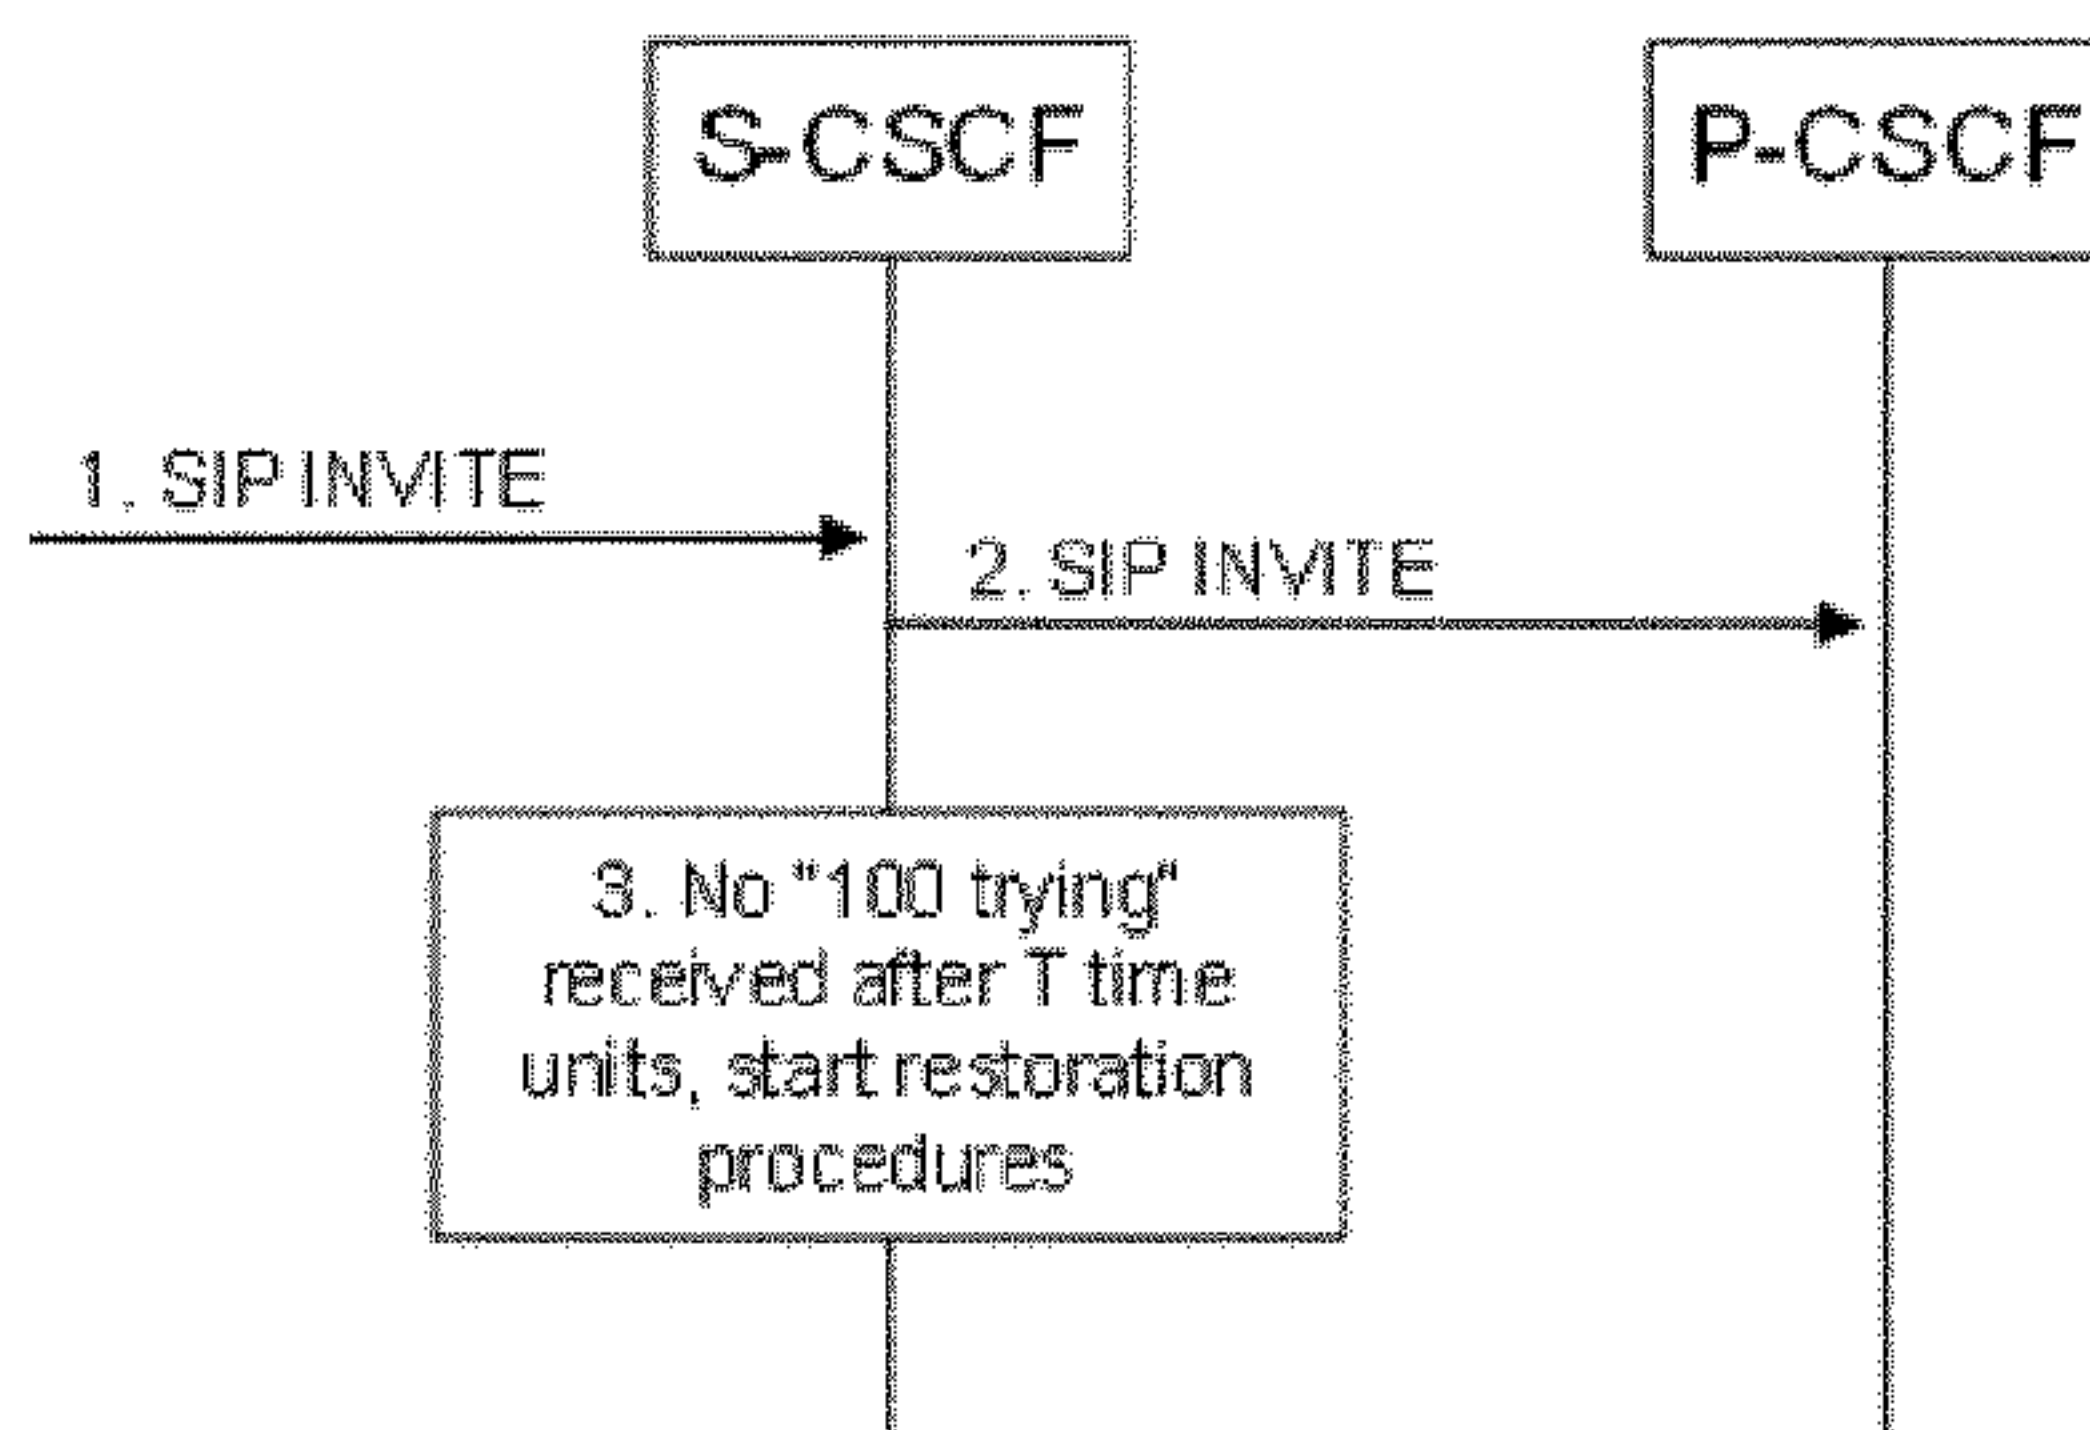 S-CSCF
P-CSCF
1. SIP INVITE
2. SIP INVITE
3. No "100 trying"
received after T time
units, start restoration
procedures